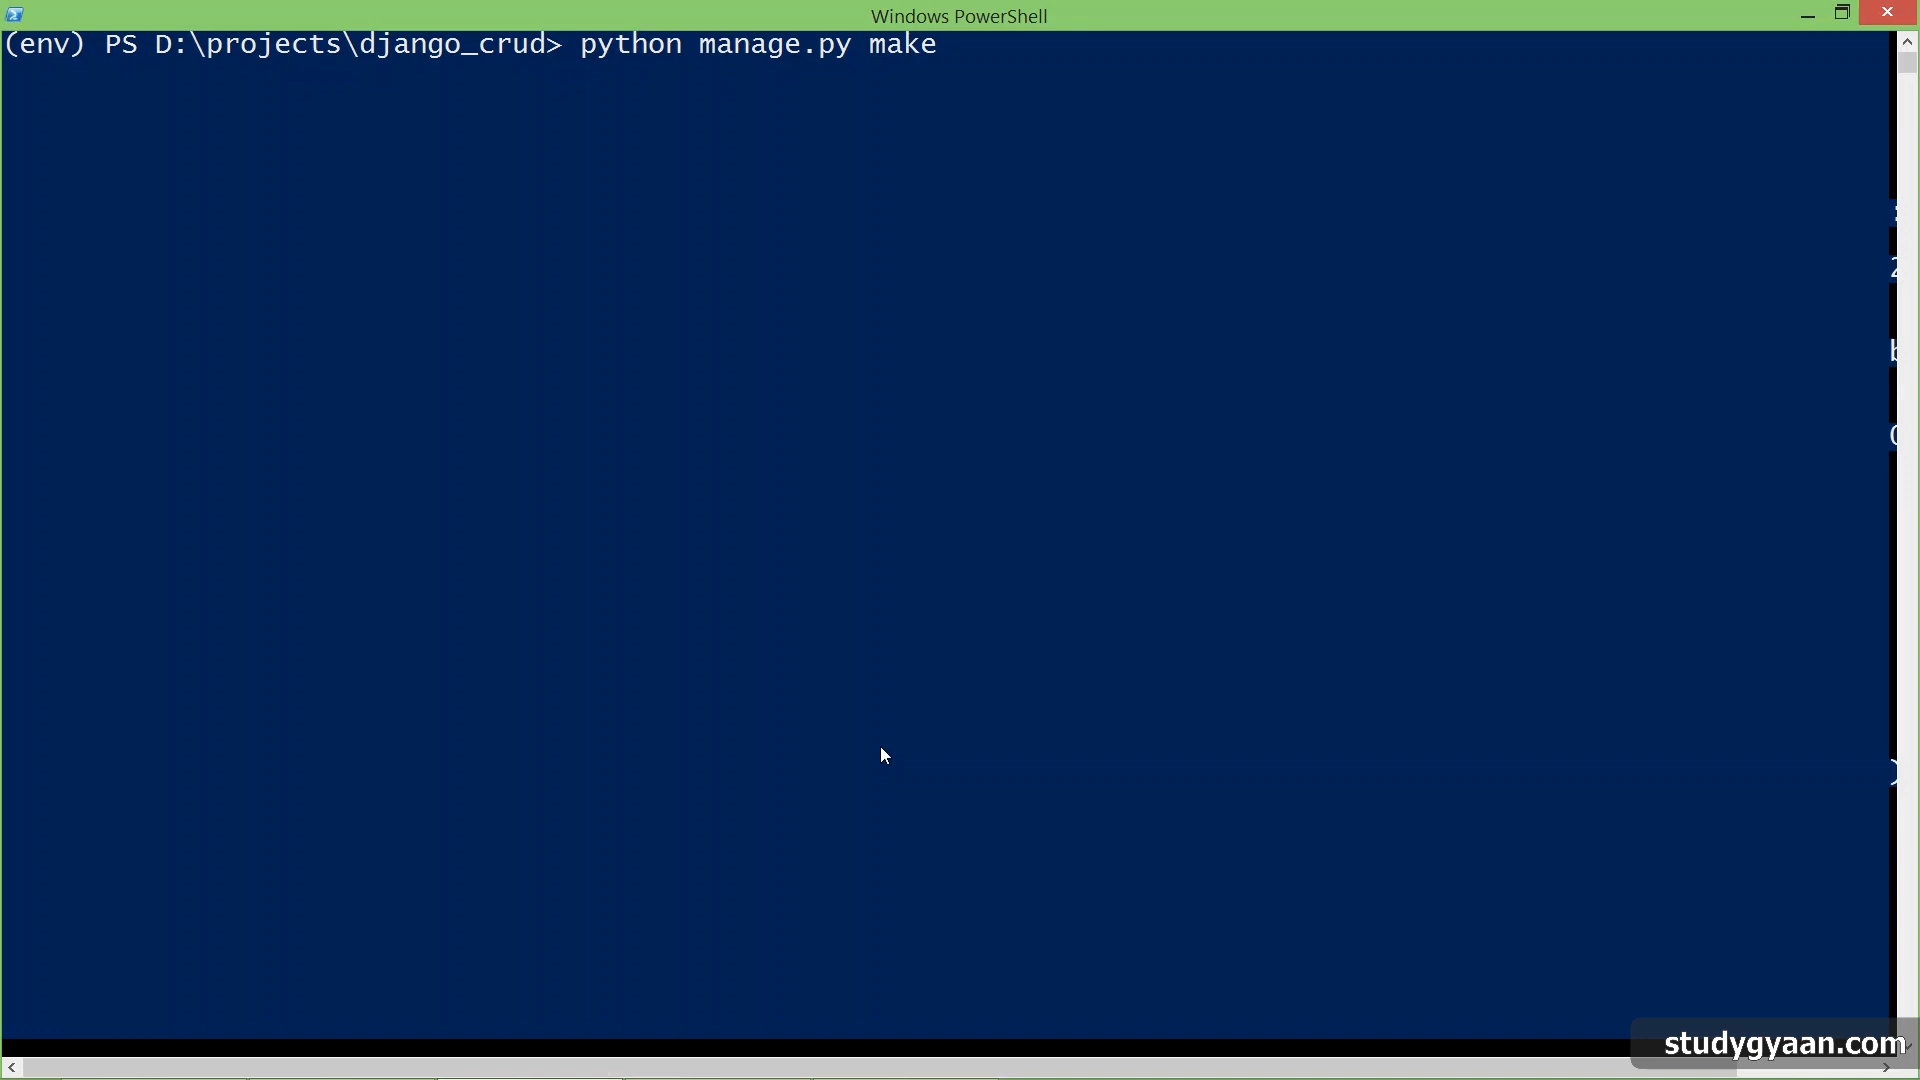 Windows PowerShell
(env) PS D:\projects\django_crud> python manage.py make
studygyaan.com